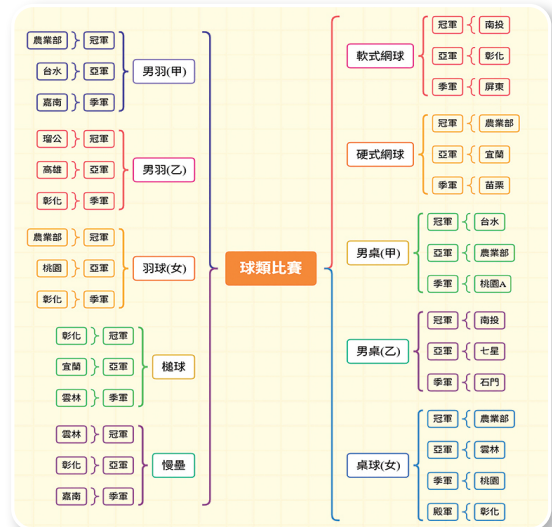 球類比賽
男羽(甲)
冠軍 農業部
亞軍 台水
季軍 嘉南
男羽(乙)
冠軍 瑠公
亞軍 高雄
季軍 彰化
羽球(女)
冠軍 農業部
亞軍 桃園
季軍 彰化
槌球
冠軍 彰化
亞軍 宜蘭
季軍 雲林
慢壘
冠軍 雲林
亞軍 彰化
季軍 嘉南
軟式網球
冠軍 南投
亞軍 彰化
季軍 屏東
硬式網球
冠軍 農業部
亞軍 宜蘭
季軍 苗栗
男桌(甲)
冠軍 台水
亞軍 農業部
季軍 桃園A
男桌(乙)
冠軍 南投
亞軍 七星
季軍 石門
桌球(女)
冠軍 農業部
亞軍 雲林
季軍 桃園
殿軍 彰化